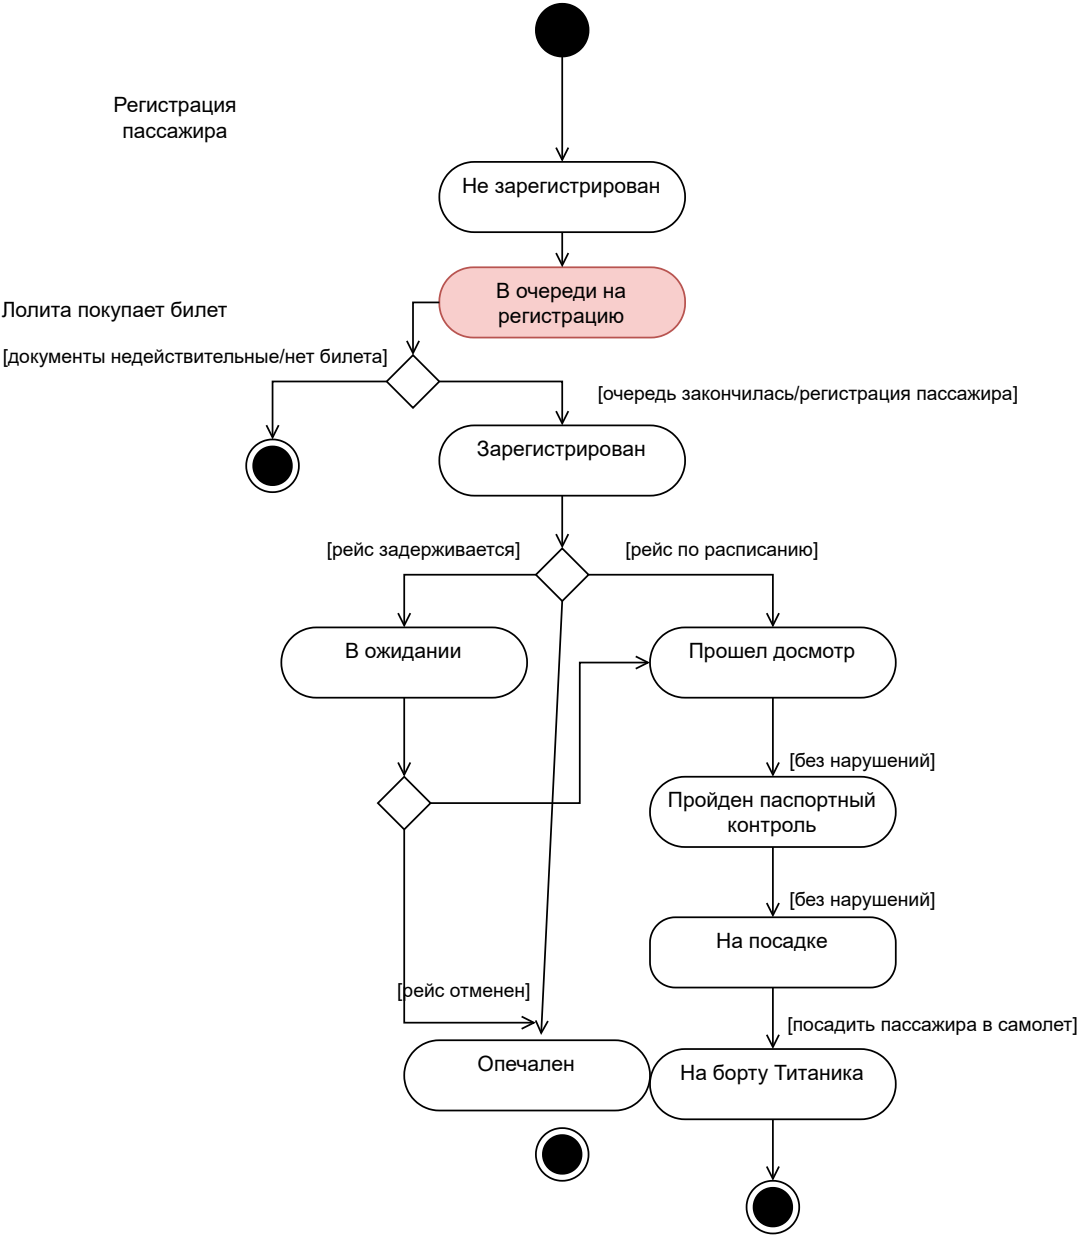 Регистрация
пассажира
Не зарегистрирован
В очереди на
регистрацию
Лолита покупает билет
[документы недействительные/нет билета]
[очередь закончилась/регистрация пассажира]
Зарегистрирован
[рейс задерживается]
[рейс по расписанию]
В ожидании
Прошел досмотр
[без нарушений]
Пройден паспортный
контроль
[без нарушений]
На посадке
[рейс отменен]
[посадить пассажира в самолет]
Опечален
На борту Титаника